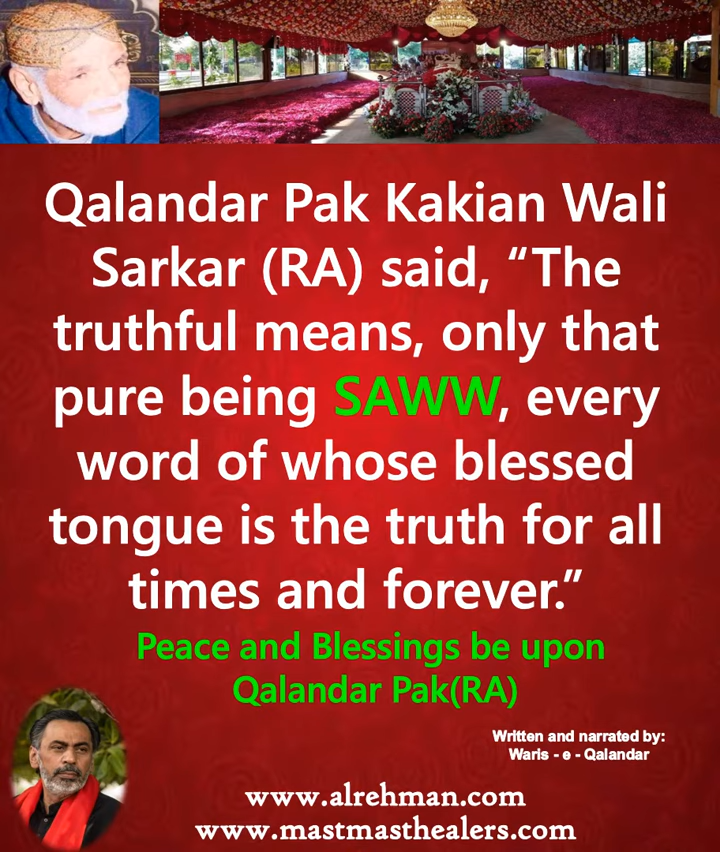 Qalandar Pak Kakian Wali
Sarkar (RA) said, “The
truthful means, only that
pure being SAWW, every
word of whose blessed
tongue is the truth for all
times and forever.”
Peace and Blessings be upon
Qalandar Pak(RA)
Written and narrated by:
Waris - e - Qalandar
www.alrehman.com
www.mastmasthealers.com